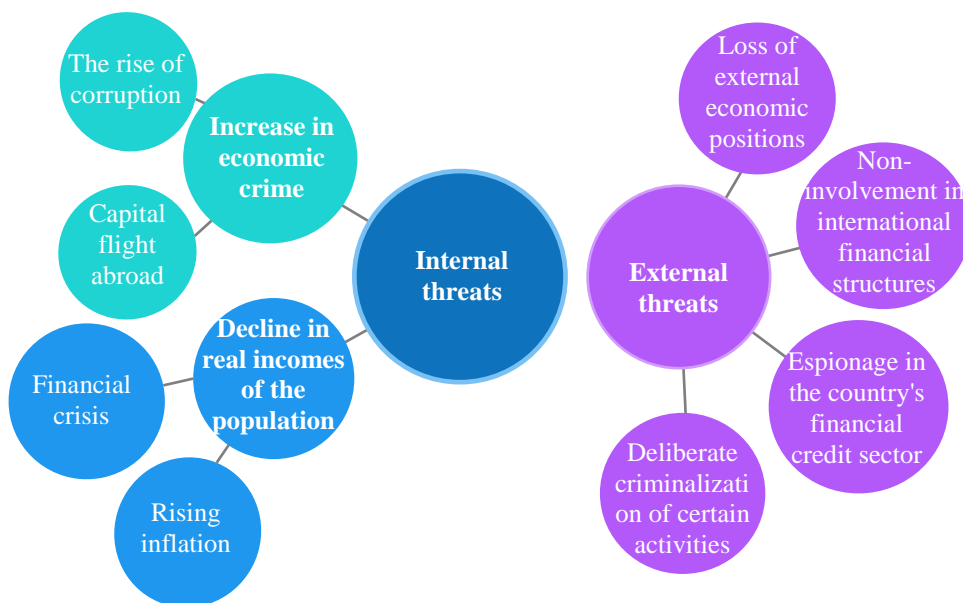 The rise of
corruption
Increase in
economic
crime
Capital
flight
abroad
Internal
threats
Decline in
real incomes
of the
population
Financial
crisis
Rising
inflation
Loss of
external
economic
positions
Non-
involvement in
international
financial
structures
External
threats
Espionage in
the country's
financial
credit sector
Deliberate
criminalizati
on of certain
activities